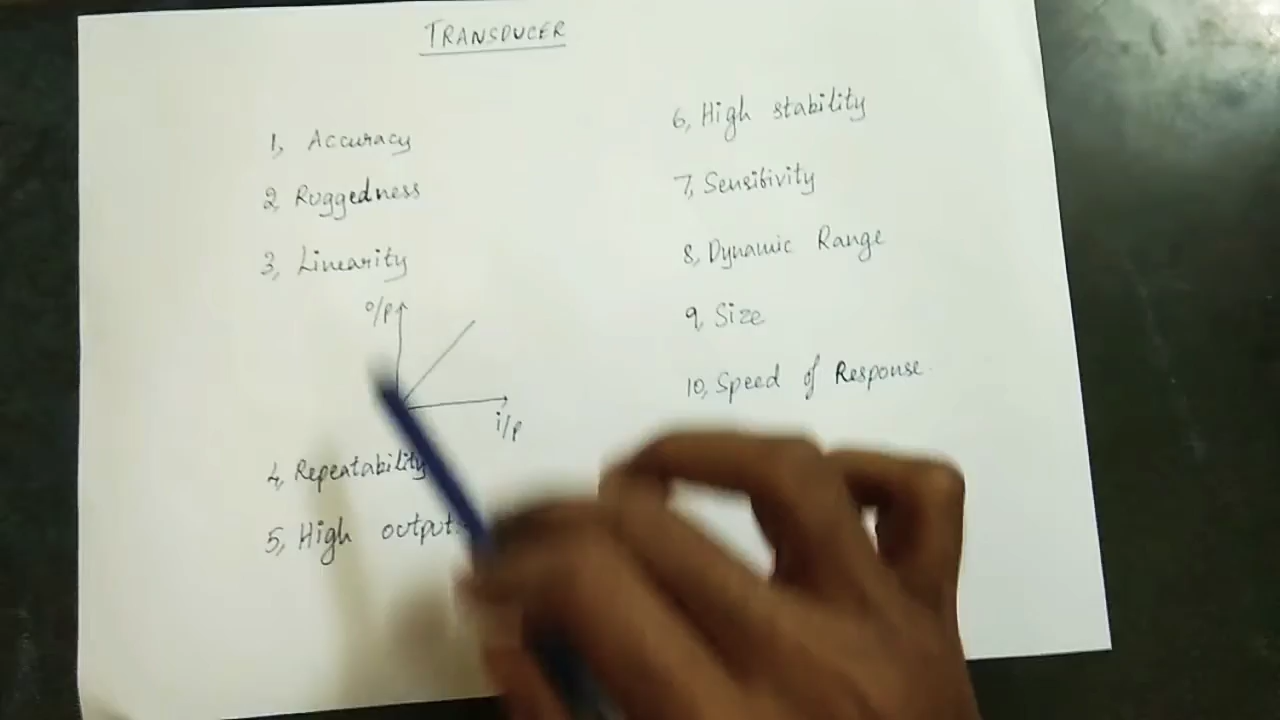 TRANSDUCER
1, Accuracy
2, Ruggedness
3, Linearity
o/p
i/p
4, Repeatability
5, High output
6, High stability
7, Sensitivity
8, Dynamic Range
9, Size
10, Speed of Response